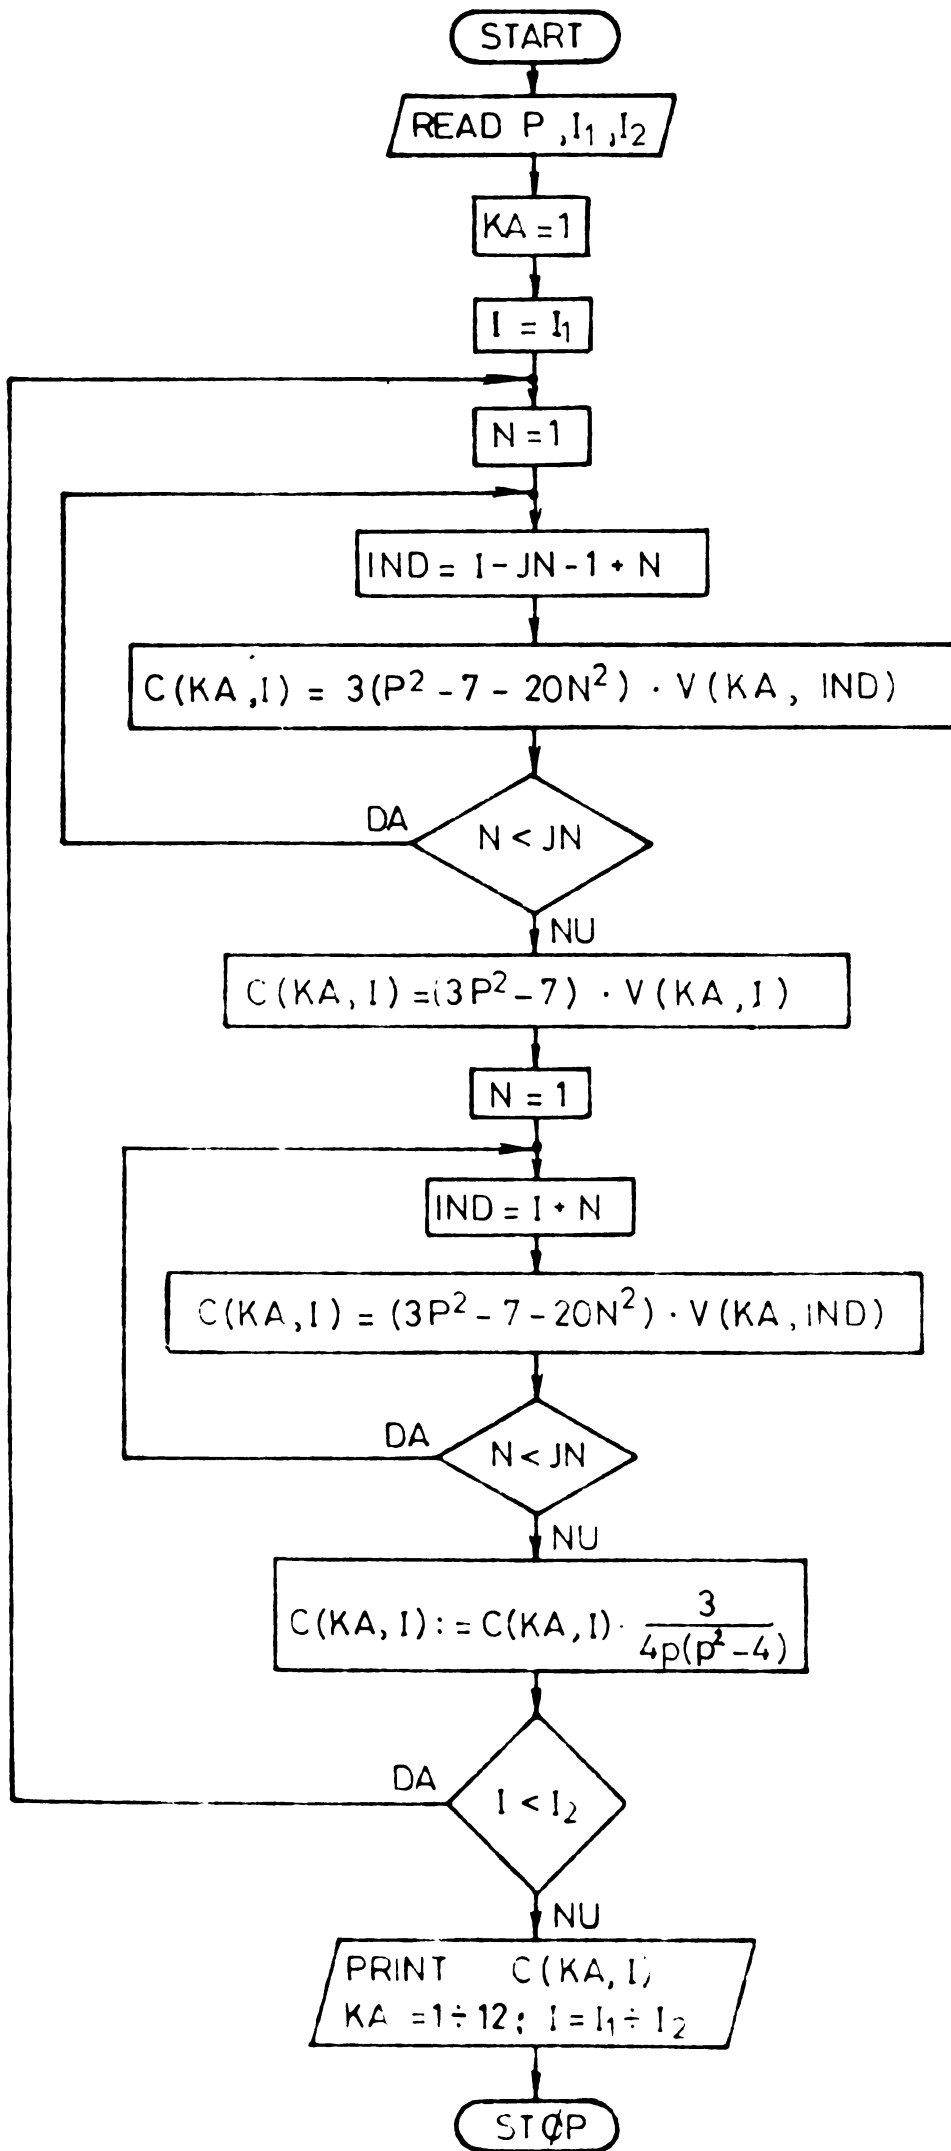 START
READ P ,I₁ ,I₂
KA = 1
I = I₁
N = 1
IND = I - JN - 1 + N
C(KA,I) = 3(P² - 7 - 20N²) · V(KA, IND)
DA
N < JN
NU
C(KA, I) = (3P² - 7) · V(KA, I)
N = 1
IND = I + N
C(KA, I) = (3P² - 7 - 20N²) · V(KA, IND)
DA
N < JN
NU
C(KA, I) := C(KA, I) · 3 / 4p(p² - 4)
DA
I < I₂
NU
PRINT C(KA, I)
KA = 1 ÷ 12 ; I = I₁ ÷ I₂
STØP